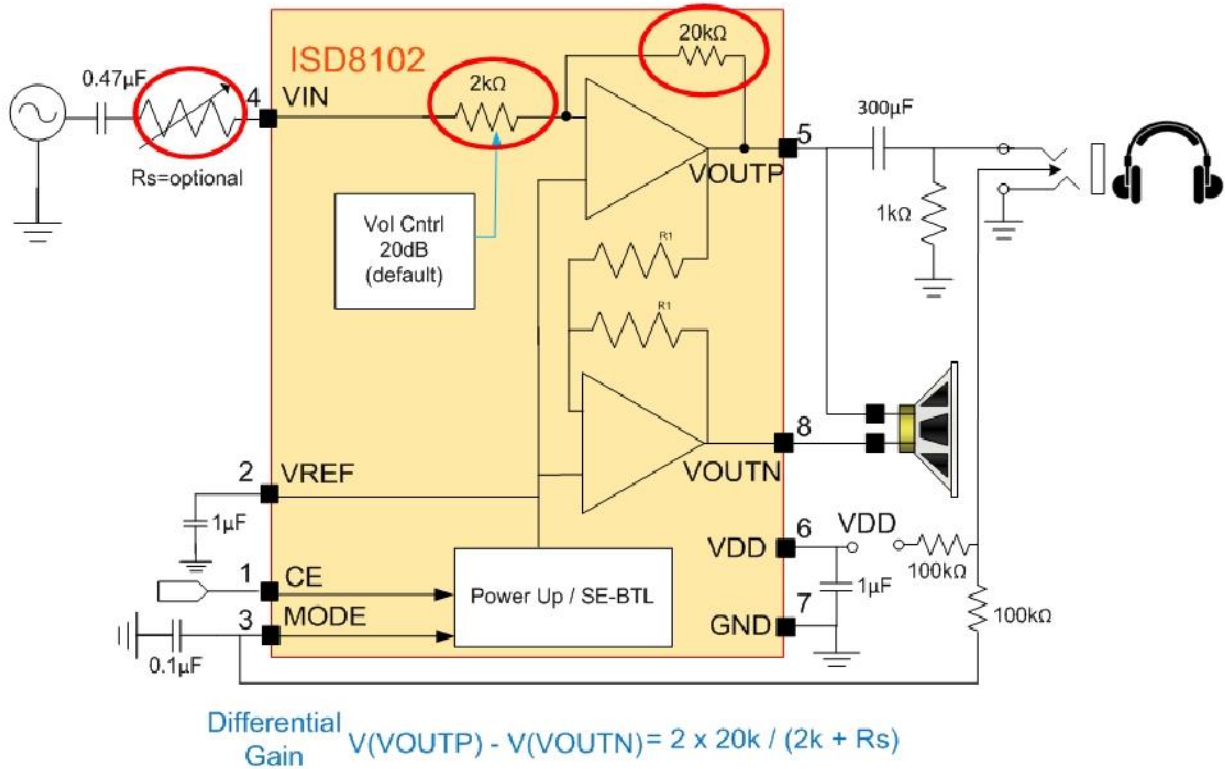 20kΩ
ISD8102
0.47µF
2kΩ
4
VIN
300µF
5
VOUTP
Rs=optional
Vol Cntrl
20dB
(default)
1kΩ
R1
R1
8
VOUTN
2
VREF
1µF
6
VDD
VDD
100kΩ
1
CE
Power Up / SE-BTL
1µF
7
GND
3
MODE
0.1µF
100kΩ
Differential
Gain
V(VOUTP) - V(VOUTN) = 2 x 20k / (2k + Rs)